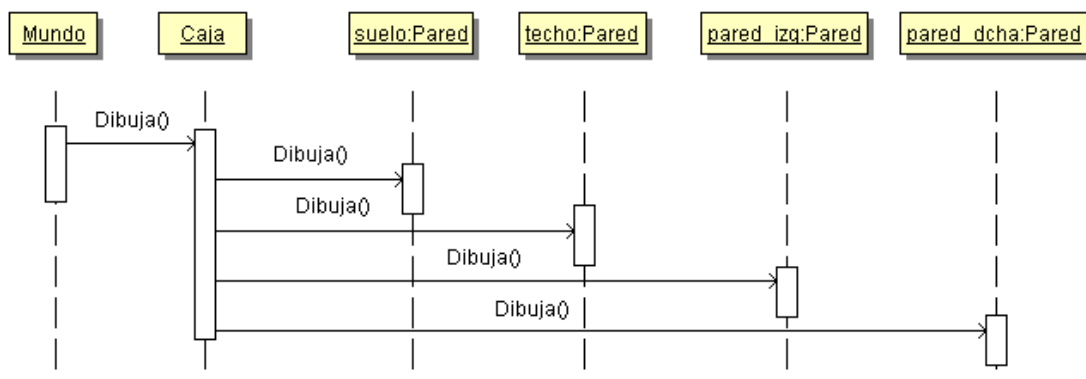 Mundo
Caja
suelo:Pared
techo:Pared
pared_izq:Pared
pared_dcha:Pared
Dibuja()
Dibuja()
Dibuja()
Dibuja()
Dibuja()